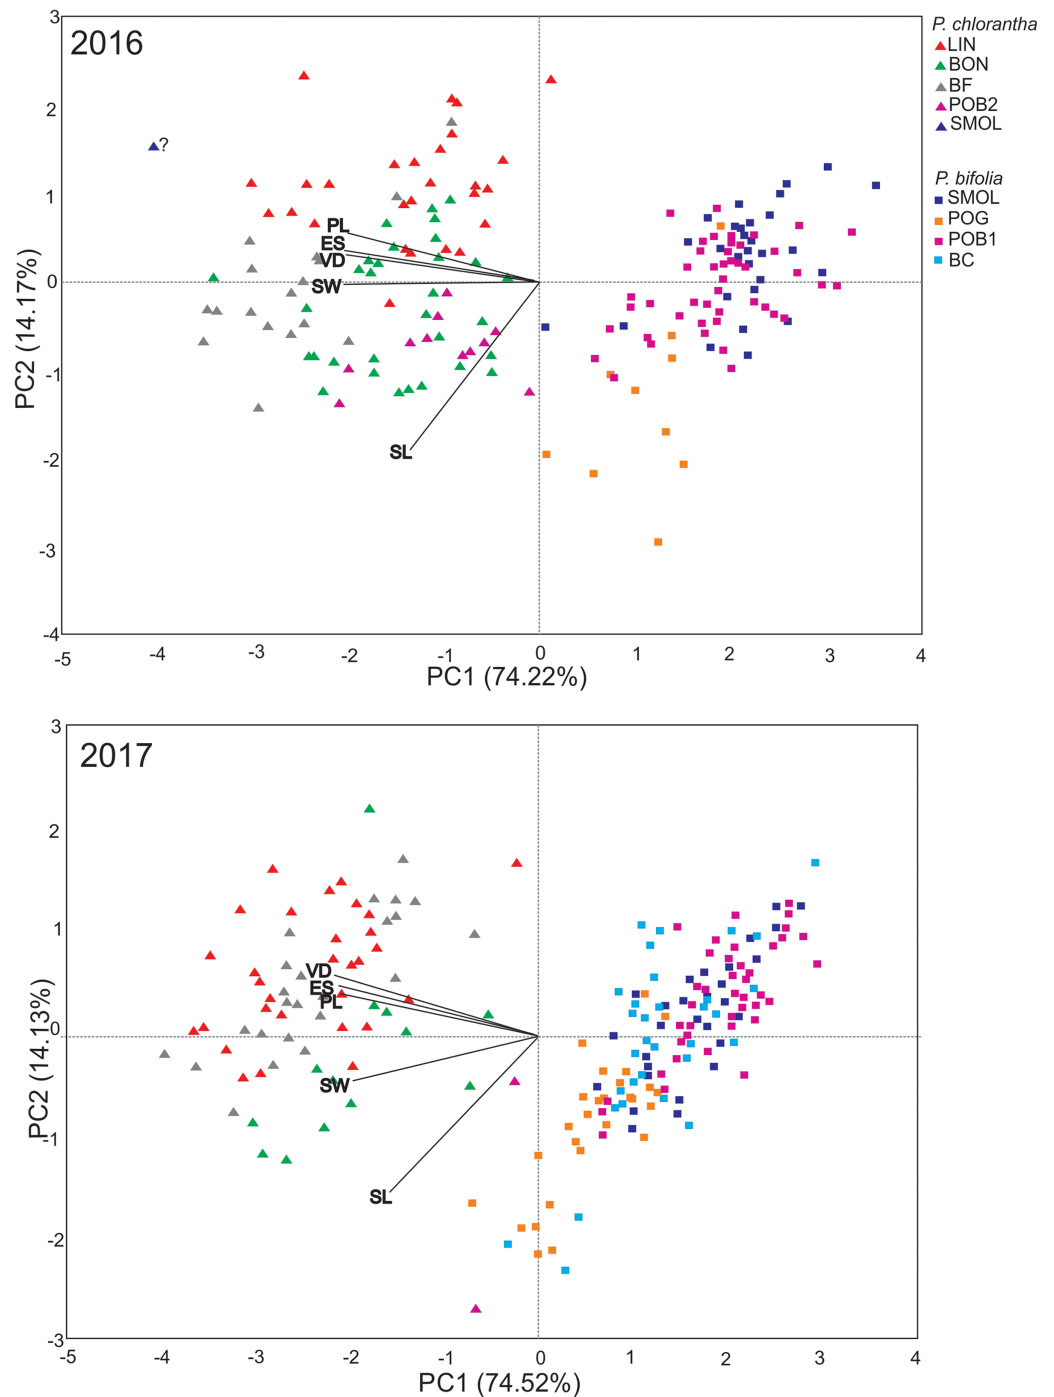 2016
P. chlorantha
LIN
BON
BF
POB2
SMOL
P. bifolia
SMOL
POG
POB1
BC
?
PL
ES
VD
SW
SL
3
2
1
0
-1
-2
-3
-4
PC2 (14.17%)
-5 -4 -3 -2 -1 0 1 2 3 4
PC1 (74.22%)
2017
VD
ES
PL
SW
SL
3
2
1
0
-1
-2
-3
PC2 (14.13%)
-5 -4 -3 -2 -1 0 1 2 3 4
PC1 (74.52%)